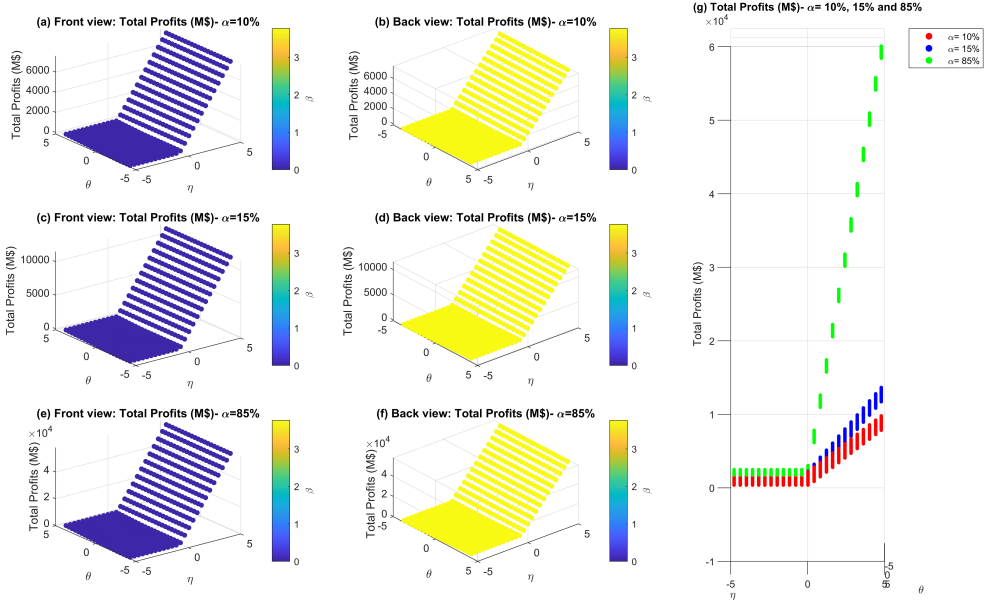 (a) Front view: Total Profits (M$)- α=10%
Total Profits (M$)
6000
4000
2000
0
5
0
-5
θ
-5
0
5
η
3
2
1
0
β
(b) Back view: Total Profits (M$)- α=10%
Total Profits (M$)
6000
4000
2000
0
-5
0
5
θ
-5
0
5
η
3
2
1
0
β
(c) Front view: Total Profits (M$)- α=15%
Total Profits (M$)
10000
5000
0
5
0
-5
θ
-5
0
5
η
3
2
1
0
β
(d) Back view: Total Profits (M$)- α=15%
Total Profits (M$)
10000
5000
0
-5
0
5
θ
-5
0
5
η
3
2
1
0
β
(e) Front view: Total Profits (M$)- α=85%
×10⁴
Total Profits (M$)
4
2
0
5
0
-5
θ
-5
0
5
η
3
2
1
0
β
(f) Back view: Total Profits (M$)- α=85%
×10⁴
Total Profits (M$)
4
2
0
-5
0
5
θ
-5
0
5
η
3
2
1
0
β
(g) Total Profits (M$)- α= 10%, 15% and 85%
×10⁴
Total Profits (M$)
6
5
4
3
2
1
0
-1
-5
0
5
η
-5
0
5
θ
α= 10%
α= 15%
α= 85%